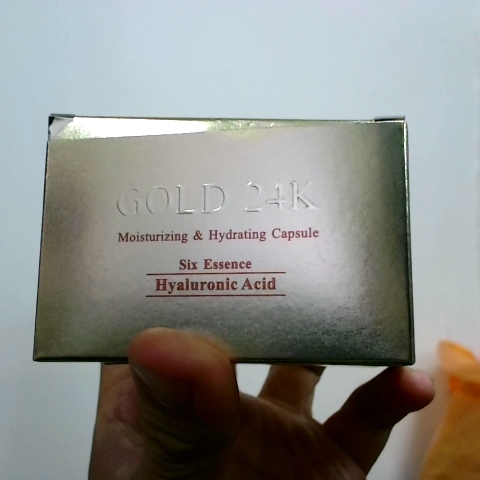 GOLD 24K
Moisturizing & Hydrating Capsule
Six Essence
Hyaluronic Acid